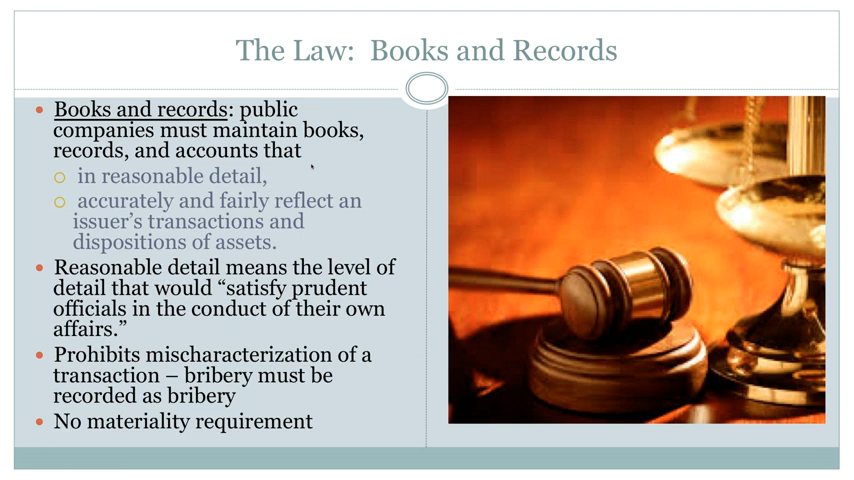 The Law: Books and Records
Books and records: public
companies must maintain books,
records, and accounts that
in reasonable detail,
accurately and fairly reflect an
issuer's transactions and
dispositions of assets.
Reasonable detail means the level of
detail that would “satisfy prudent
officials in the conduct of their own
affairs.”
Prohibits mischaracterization of a
transaction – bribery must be
recorded as bribery
No materiality requirement